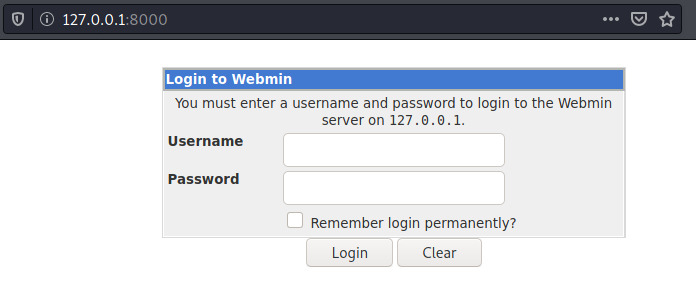 127.0.0.1:8000
Login to Webmin
You must enter a username and password to login to the Webmin
server on 127.0.0.1.
Username
Password
Remember login permanently?
Login Clear